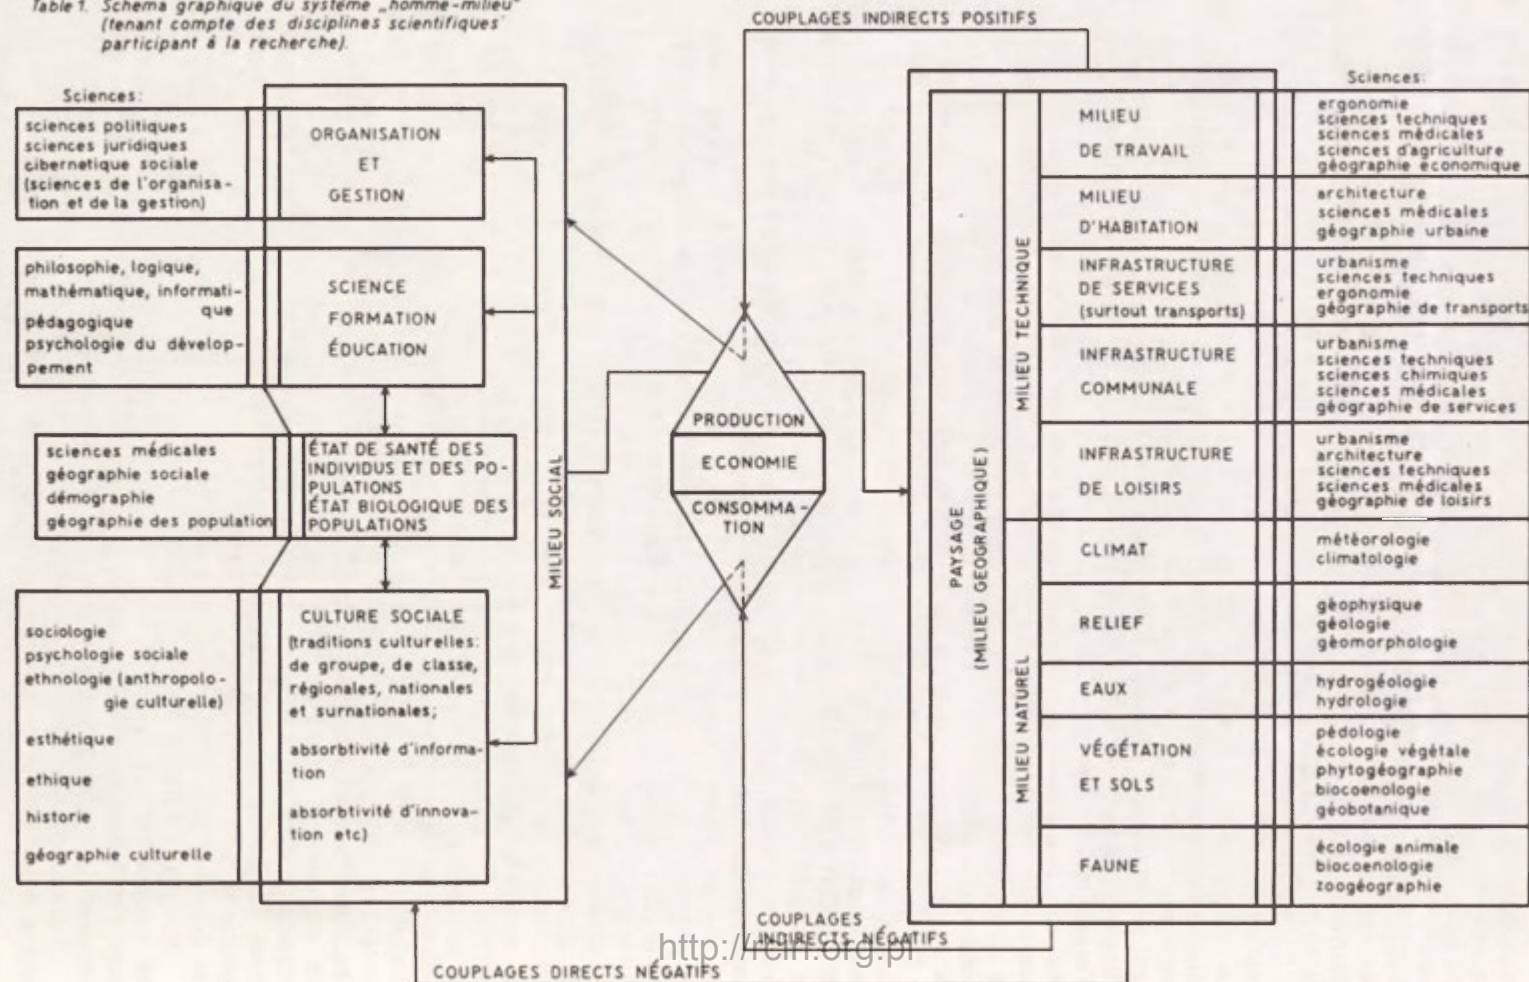 Table 1. Schema graphique du système „homme-milieu"
(tenant compte des disciplines scientifiques
participant á la recherche).
COUPLAGES INDIRECTS POSITIFS
Sciences:
sciences politiques
sciences juridiques
cibernetique sociale
(sciences de l'organisa-
tion et de la gestion)
ORGANISATION
ET
GESTION
philosophie, logique,
mathématique, informati-
que
pédagogique
psychologie du dévelop-
pement
SCIENCE
FORMATION
ÉDUCATION
sciences médicales
géographie sociale
démographie
géographie des population
ÉTAT DE SANTÉ DES
INDIVIDUS ET DES PO-
PULATIONS
ÉTAT BIOLOGIQUE DES
POPULATIONS
sociologie
psychologie sociale
ethnologie (anthropolo-
gie culturelle)
esthétique
ethique
historie
géographie culturelle
CULTURE SOCIALE
(traditions culturelles:
de groupe, de classe,
régionales, nationales
et surnationales;
absorbtivité d'informa-
tion
absorbtivité d'innova-
tion etc)
MILIEU SOCIAL
PRODUCTION
ECONOMIE
CONSOMMA-
TION
PAYSAGE
(MILIEU GEOGRAPHIQUE)
MILIEU TECHNIQUE
MILIEU NATUREL
Sciences:
MILIEU
DE TRAVAIL
ergonomie
sciences techniques
sciences médicales
sciences d'agriculture
géographie economique
MILIEU
D'HABITATION
architecture
sciences médicales
géographie urbaine
INFRASTRUCTURE
DE SERVICES
(surtout transports)
urbanisme
sciences techniques
ergonomie
géographie de transports
INFRASTRUCTURE
COMMUNALE
urbanisme
sciences techniques
sciences chimiques
sciences médicales
géographie de services
INFRASTRUCTURE
DE LOISIRS
urbanisme
architecture
sciences techniques
sciences médicales
géographie de loisirs
CLIMAT
météorologie
climatologie
RELIEF
géophysique
géologie
géomorphologie
EAUX
hydrogéologie
hydrologie
VÉGÉTATION
ET SOLS
pédologie
écologie végétale
phytogéographie
biocoenologie
géobotanique
FAUNE
écologie animale
biocoenologie
zoogéographie
COUPLAGES
INDIRECTS NÉGATIFS
http://rcin.org.pl
COUPLAGES DIRECTS NÉGATIFS